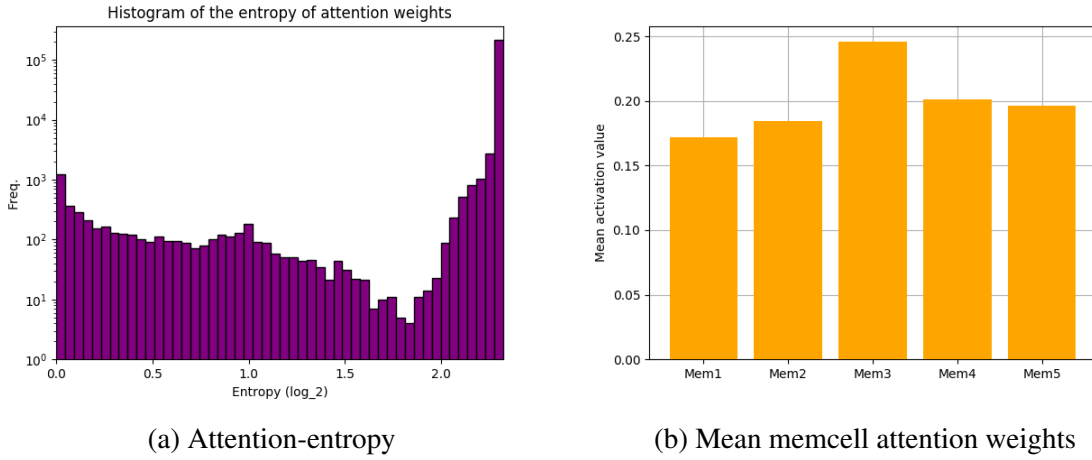 Histogram of the entropy of attention weights
Freq.
10^5
10^4
10^3
10^2
10^1
10^0
0.0 0.5 1.0 1.5 2.0
Entropy (log_2)
(a) Attention-entropy
Mean activation value
0.25
0.20
0.15
0.10
0.05
0.00
Mem1 Mem2 Mem3 Mem4 Mem5
(b) Mean memcell attention weights